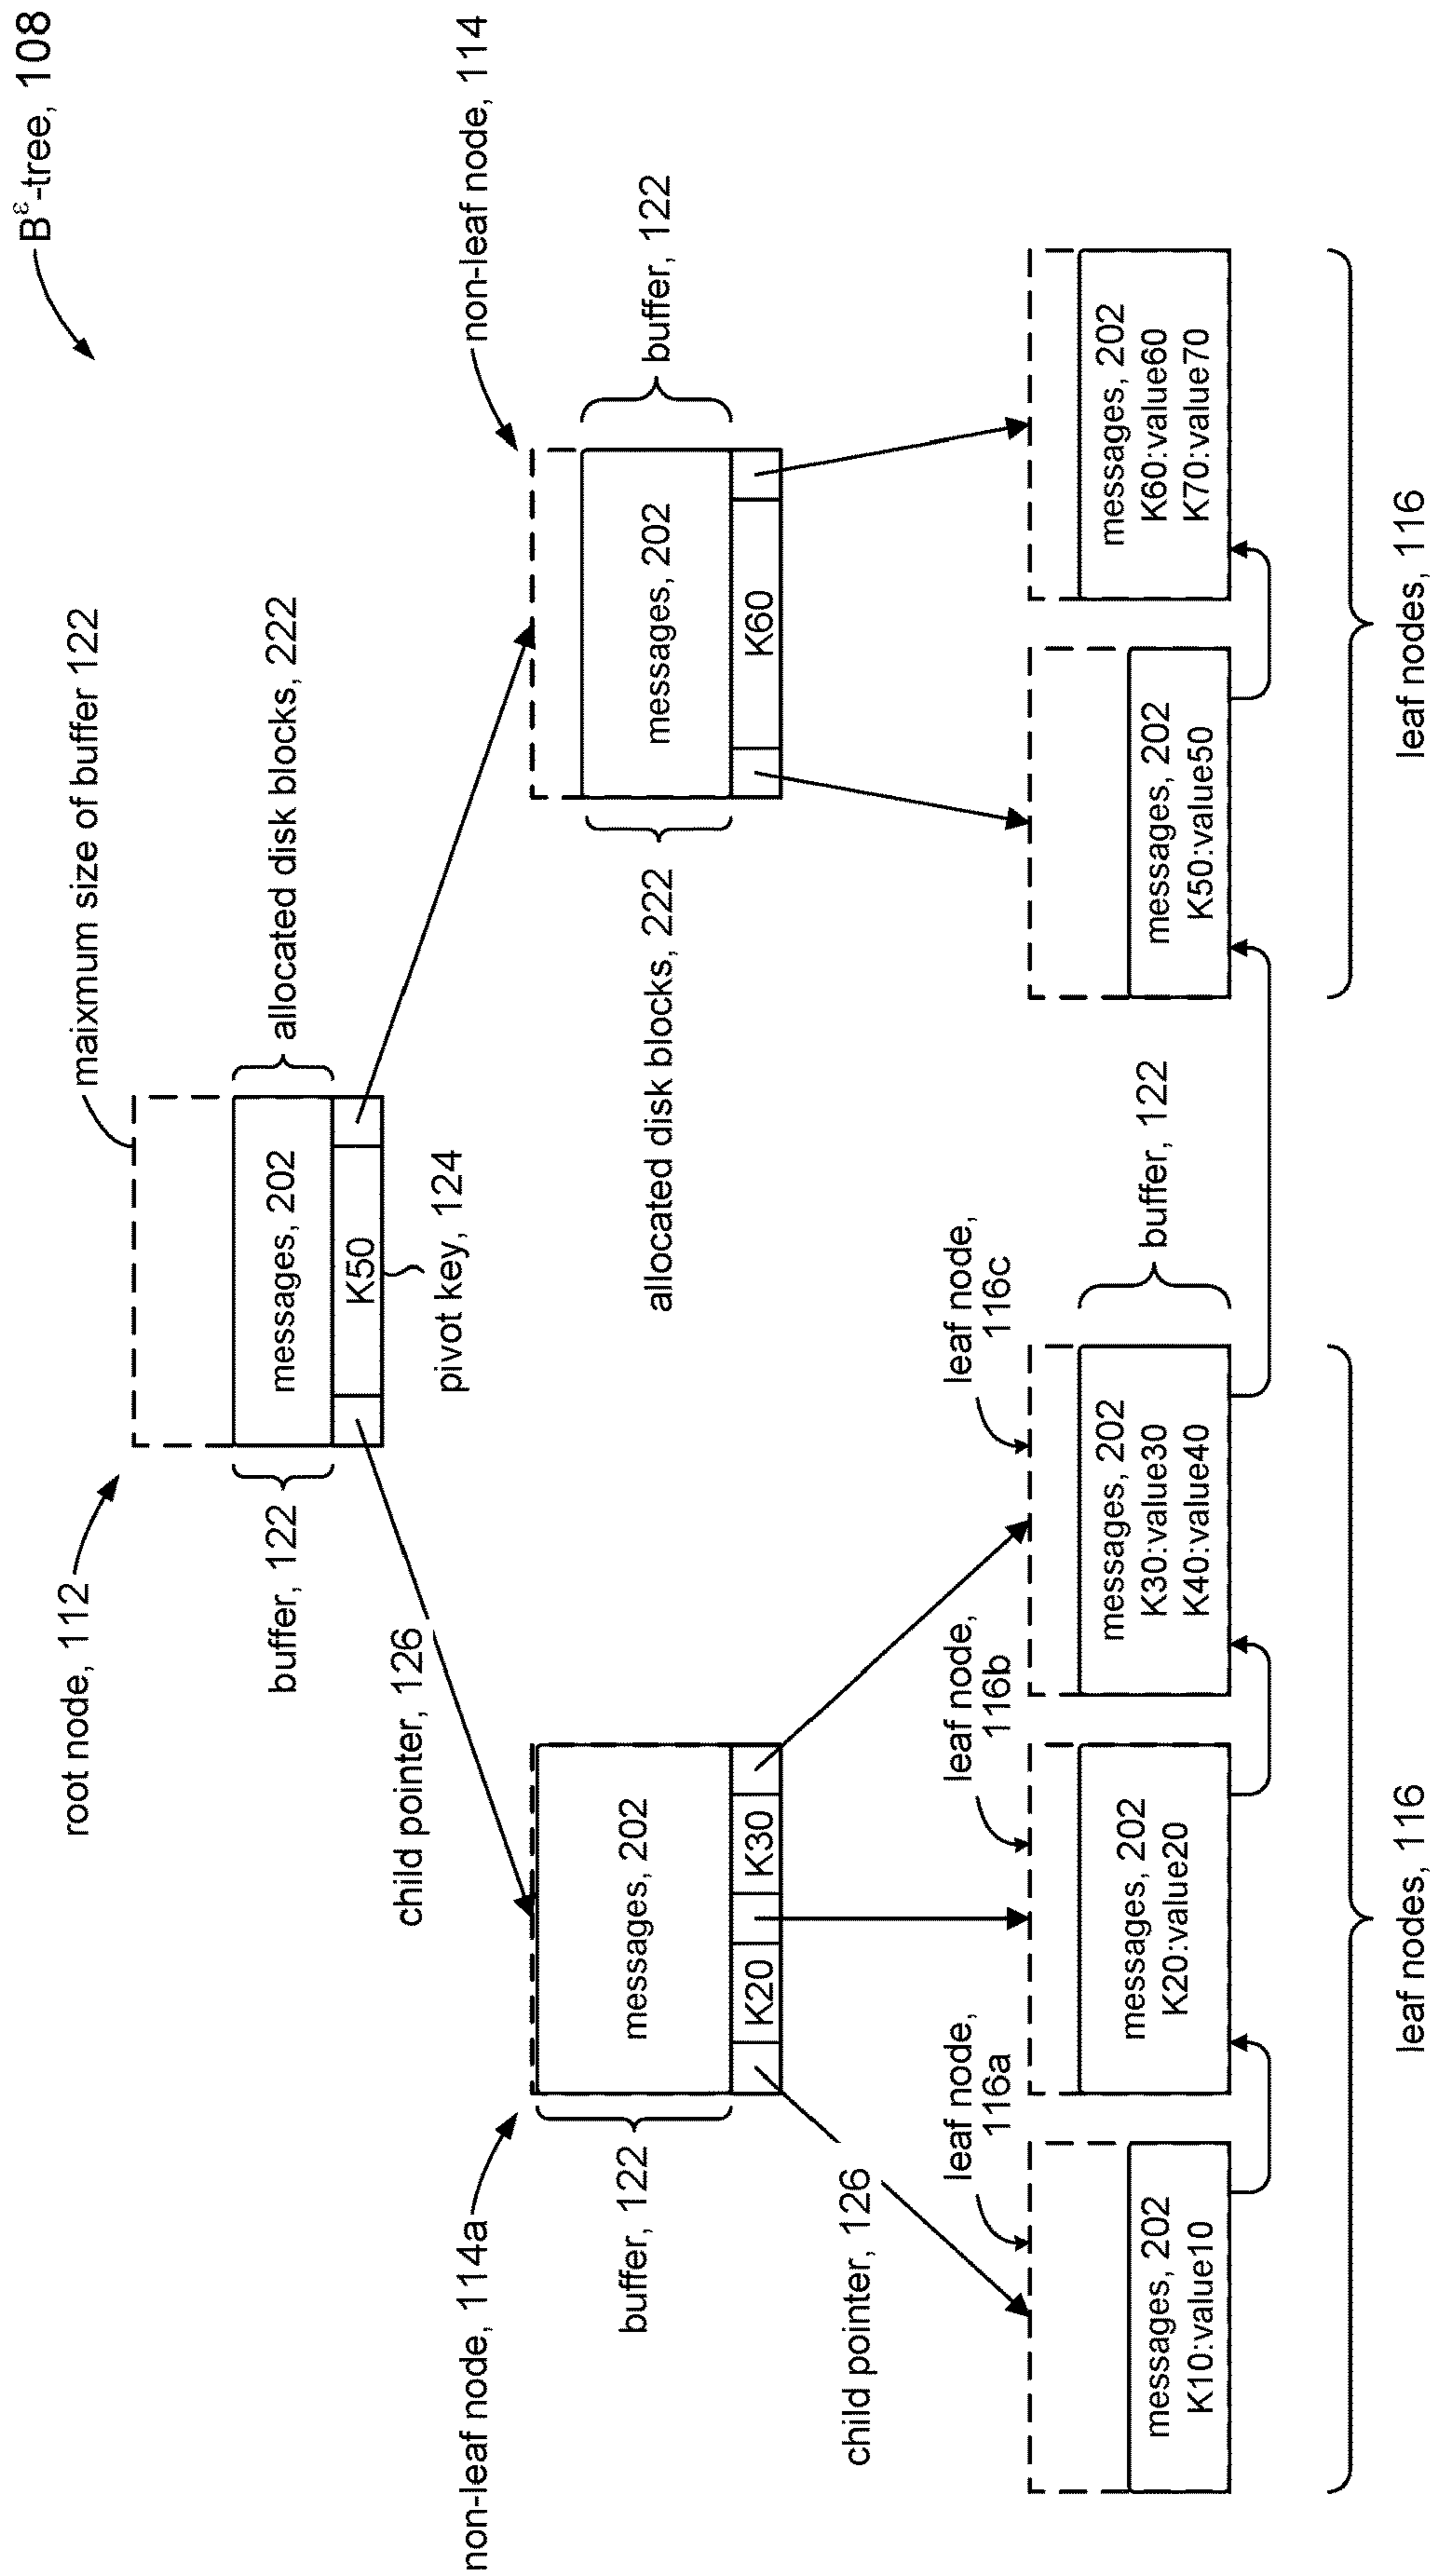 Bε-tree, 108
root node, 112
maixmum size of buffer 122
buffer, 122
messages, 202
allocated disk blocks, 222
K50
pivot key, 124
child pointer, 126
non-leaf node, 114a
non-leaf node, 114
buffer, 122
messages, 202
K20
K30
allocated disk blocks, 222
messages, 202
buffer, 122
K60
child pointer, 126
leaf node,
116a
leaf node,
116b
leaf node,
116c
messages, 202
K10:value10
messages, 202
K20:value20
messages, 202
K30:value30
K40:value40
buffer, 122
messages, 202
K50:value50
messages, 202
K60:value60
K70:value70
leaf nodes, 116
leaf nodes, 116